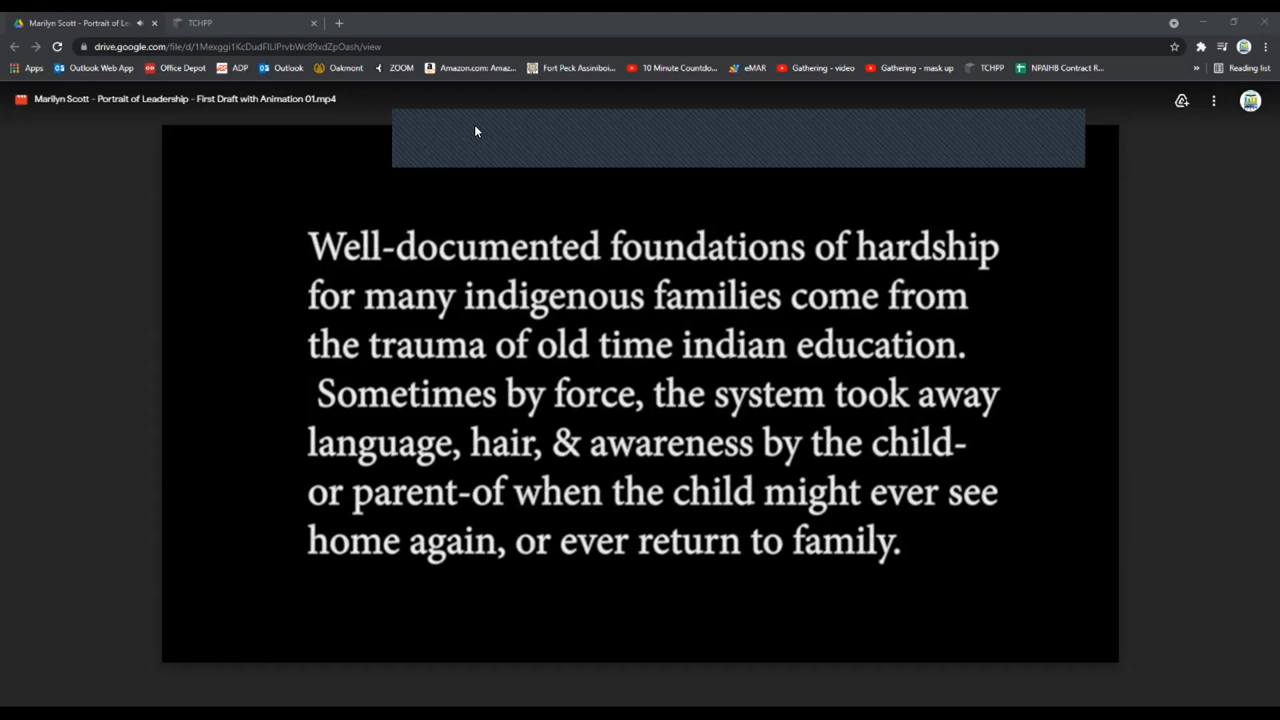 Marilyn Scott - Portrait of Le
TCHPP
drive.google.com/file/d/1Mexggi1KcDudFlLlPrvbWc89xdZpOash/view
Apps Outlook Web App Office Depot ADP Outlook Oakmont ZOOM Amazon.com: Amaz... Fort Peck Assiniboi... 10 Minute Countdo... eMAR Gathering - video Gathering - mask up TCHPP NPAIHB Contract R... » Reading list
Marilyn Scott - Portrait of Leadership - First Draft with Animation 01.mp4
Well-documented foundations of hardship
for many indigenous families come from
the trauma of old time indian education.
Sometimes by force, the system took away
language, hair, & awareness by the child-
or parent-of when the child might ever see
home again, or ever return to family.